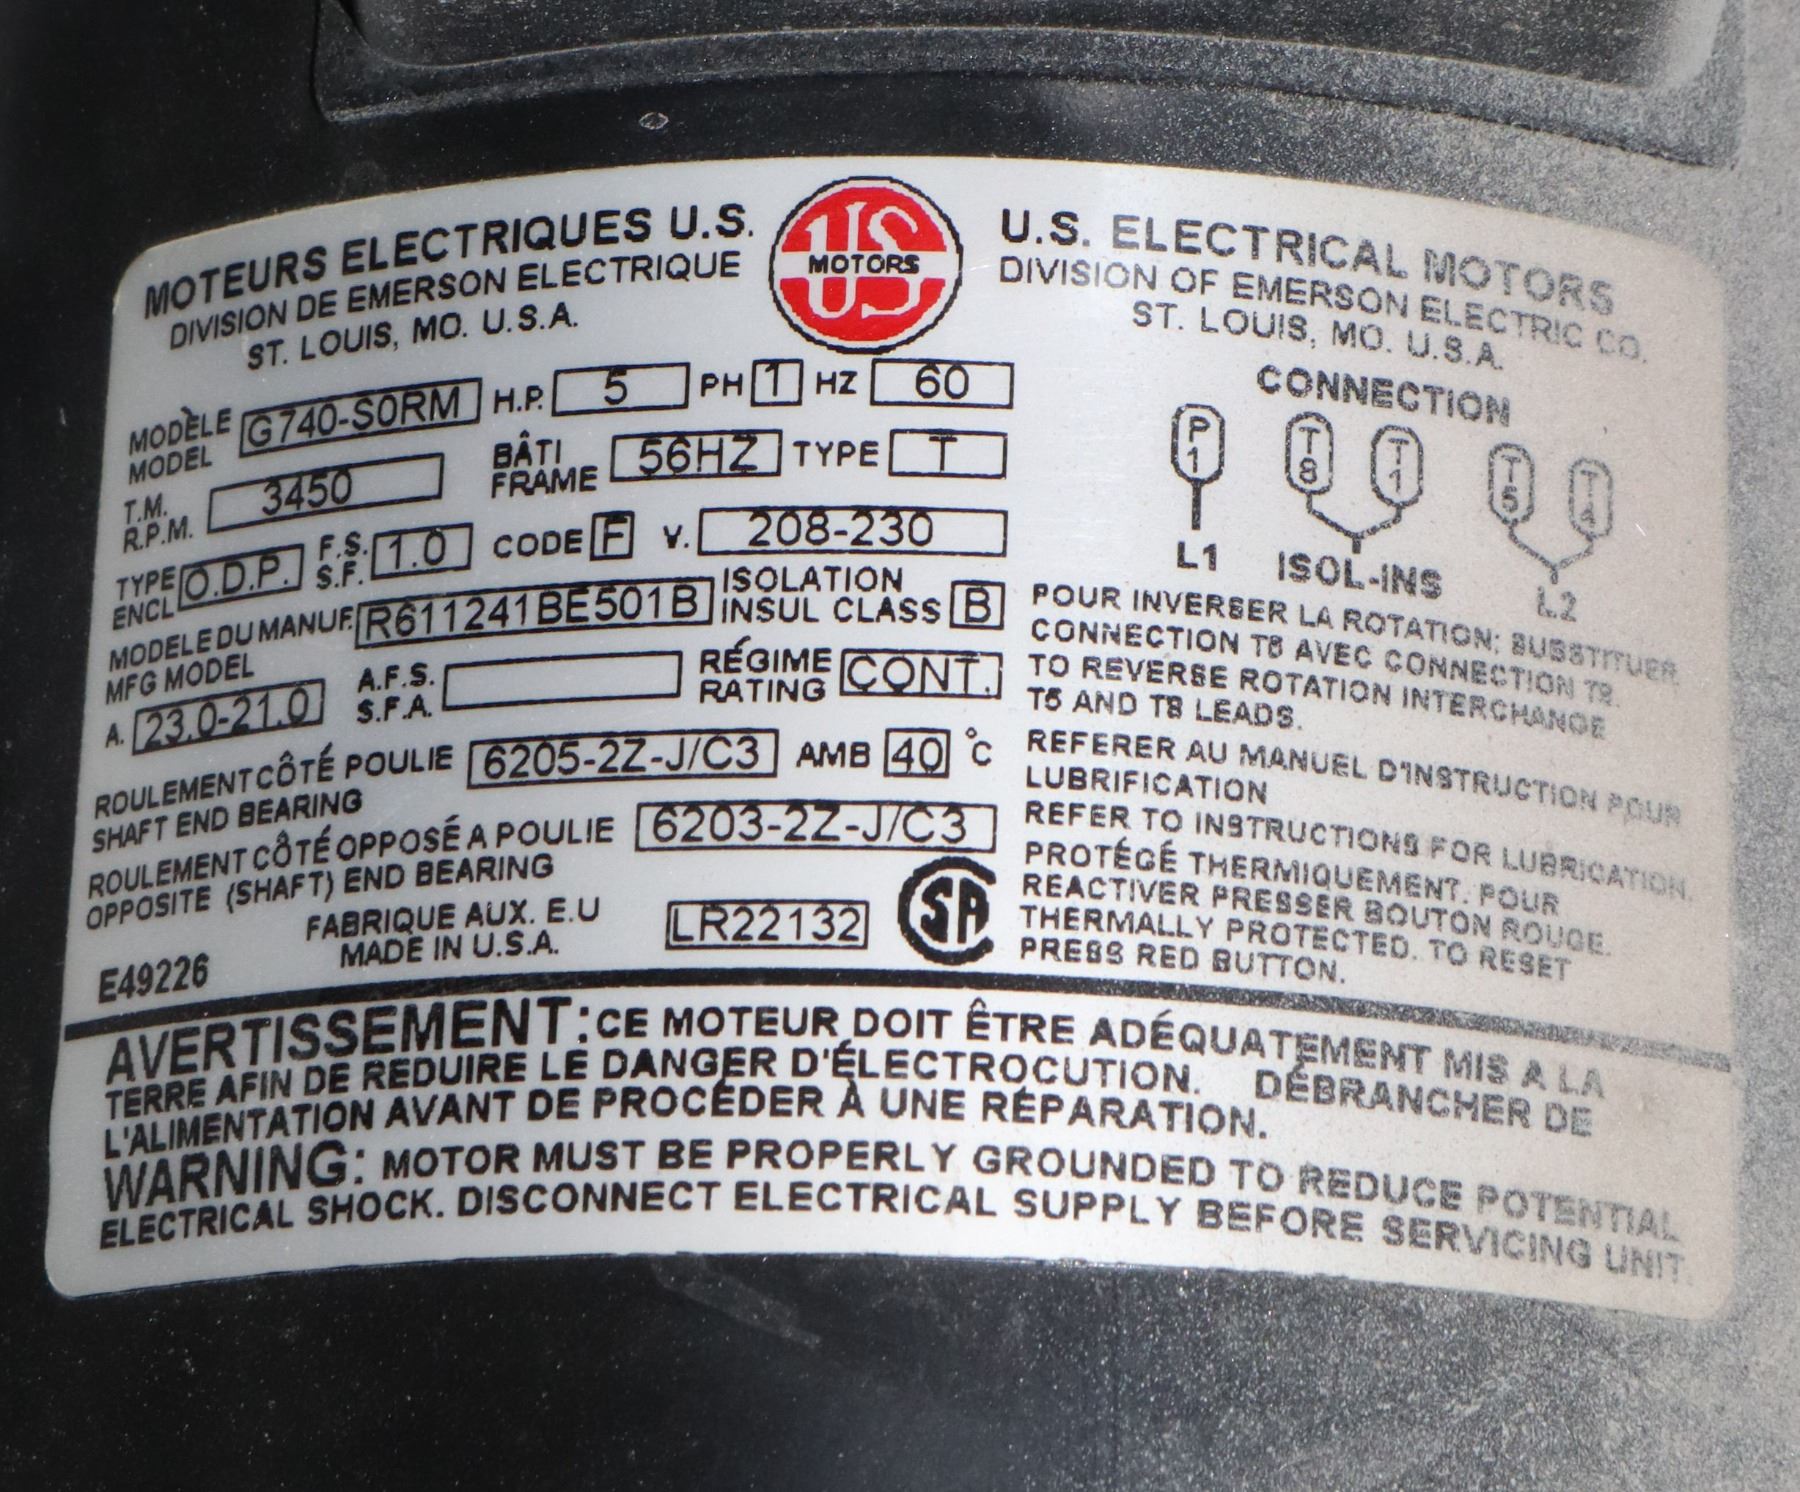 MOTEURS ELECTRIQUES U.S.
DIVISION DE EMERSON ELECTRIQUE
ST. LOUIS, MO. U.S.A.
US
MOTORS
U.S. ELECTRICAL MOTORS
DIVISION OF EMERSON ELECTRIC CO.
ST. LOUIS, MO. U.S.A.
MODÈLE
MODEL G740-S0RM H.P. 5 PH 1 HZ 60
T.M.
R.P.M. 3450 BÂTI
FRAME 56HZ TYPE T
TYPE
ENCL O.D.P. F.S.
S.F. 1.0 CODE F V. 208-230
MODELE DU MANUF.
MFG MODEL R611241BE501B ISOLATION
INSUL CLASS B
A. 23.0-21.0 A.F.S.
S.F.A. RÉGIME
RATING CONT.
ROULEMENT CÔTÉ POULIE
SHAFT END BEARING 6205-2Z-J/C3 AMB 40 °C
ROULEMENT CÔTÉ OPPOSÉ A POULIE
OPPOSITE (SHAFT) END BEARING 6203-2Z-J/C3
FABRIQUE AUX. E.U
MADE IN U.S.A.
LR22132
SA
E49226
CONNECTION
P1 T8 T1 T5 T4
L1 ISOL-INS L2
POUR INVERSER LA ROTATION: SUBSTITUER
CONNECTION T5 AVEC CONNECTION T8.
TO REVERSE ROTATION INTERCHANGE
T5 AND T8 LEADS.
REFERER AU MANUEL D'INSTRUCTION POUR
LUBRIFICATION
REFER TO INSTRUCTIONS FOR LUBRICATION.
PROTÉGÉ THERMIQUEMENT. POUR
REACTIVER PRESSER BOUTON ROUGE.
THERMALLY PROTECTED. TO RESET
PRESS RED BUTTON.
AVERTISSEMENT: CE MOTEUR DOIT ÊTRE ADÉQUATEMENT MIS A LA
TERRE AFIN DE REDUIRE LE DANGER D'ÉLECTROCUTION. DÉBRANCHER DE
L'ALIMENTATION AVANT DE PROCÉDER À UNE RÉPARATION.
WARNING: MOTOR MUST BE PROPERLY GROUNDED TO REDUCE POTENTIAL
ELECTRICAL SHOCK. DISCONNECT ELECTRICAL SUPPLY BEFORE SERVICING UNIT.